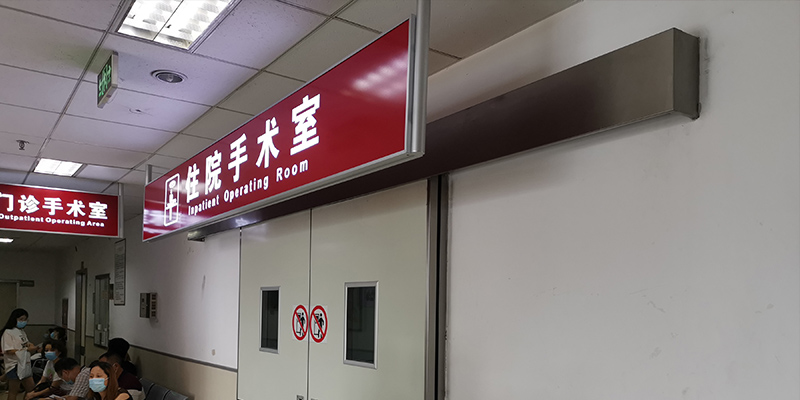 住院手术室
Inpatient Operating Room
门诊手术室
Outpatient Operating Area